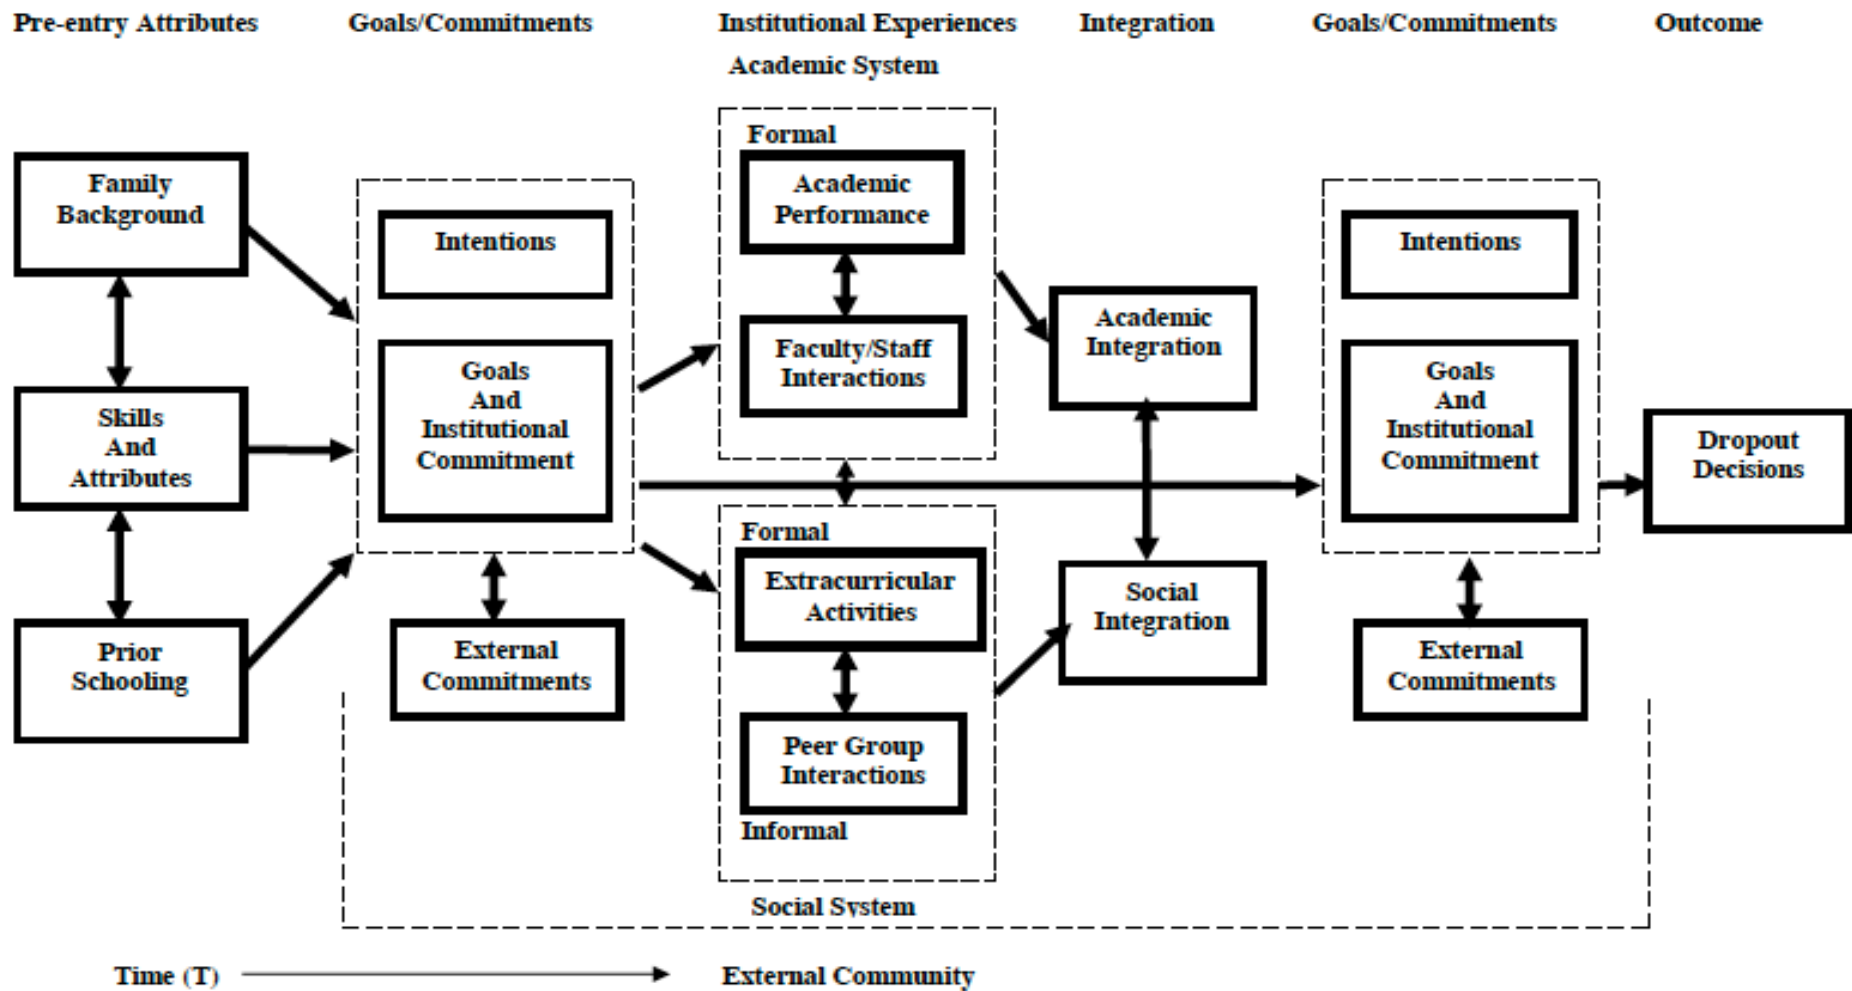 Pre-entry Attributes
Goals/Commitments
Institutional Experiences
Integration
Goals/Commitments
Outcome
Academic System
Family
Background
Skills
And
Attributes
Prior
Schooling
Intentions
Goals
And
Institutional
Commitment
External
Commitments
Formal
Academic
Performance
Faculty/Staff
Interactions
Formal
Extracurricular
Activities
Peer Group
Interactions
Informal
Social System
Academic
Integration
Social
Integration
Intentions
Goals
And
Institutional
Commitment
External
Commitments
Dropout
Decisions
Time (T)
External Community